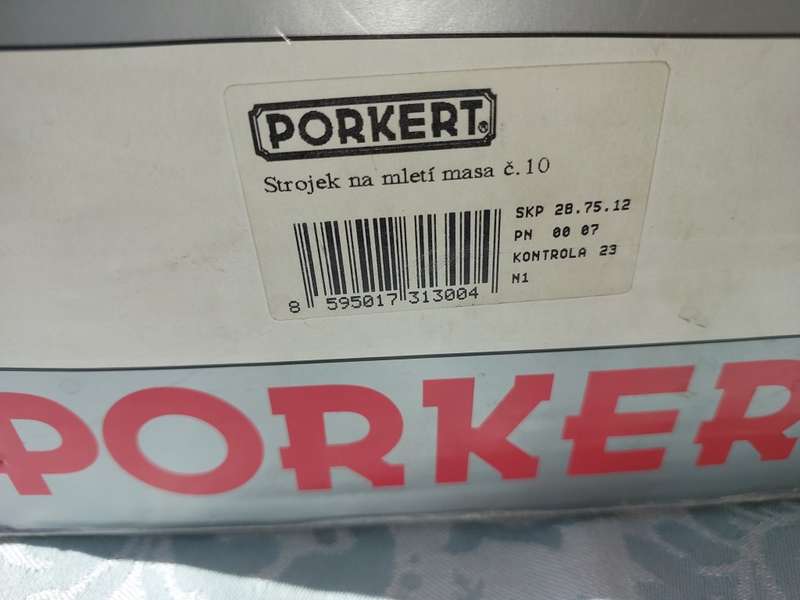 PORKERT®
Strojek na mletí masa č.10
SKP 28.75.12
PN 00 07
KONTROLA 23
N1
8 595017 313004
PORKER